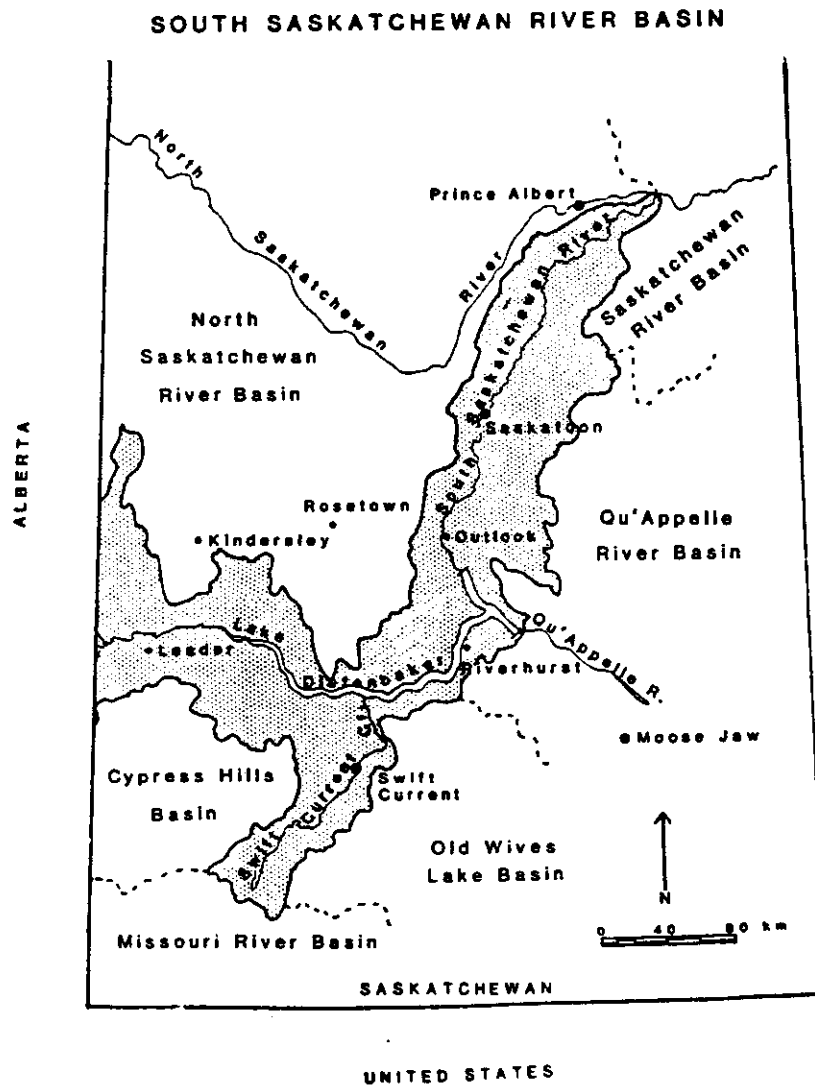 SOUTH SASKATCHEWAN RIVER BASIN
North
Saskatchewan
River
Prince Albert
South Saskatchewan River
Saskatchewan
River Basin
North
Saskatchewan
River Basin
Saskatoon
ALBERTA
Rosetown
Kindersley
Outlook
Qu'Appelle
River Basin
Lake
Diefenbaker
Leader
Qu'Appelle R.
Riverhurst
Moose Jaw
Cypress Hills
Basin
Swift Current Cr.
Swift
Current
Old Wives
Lake Basin
N
0 40 80 km
Missouri River Basin
SASKATCHEWAN
UNITED STATES